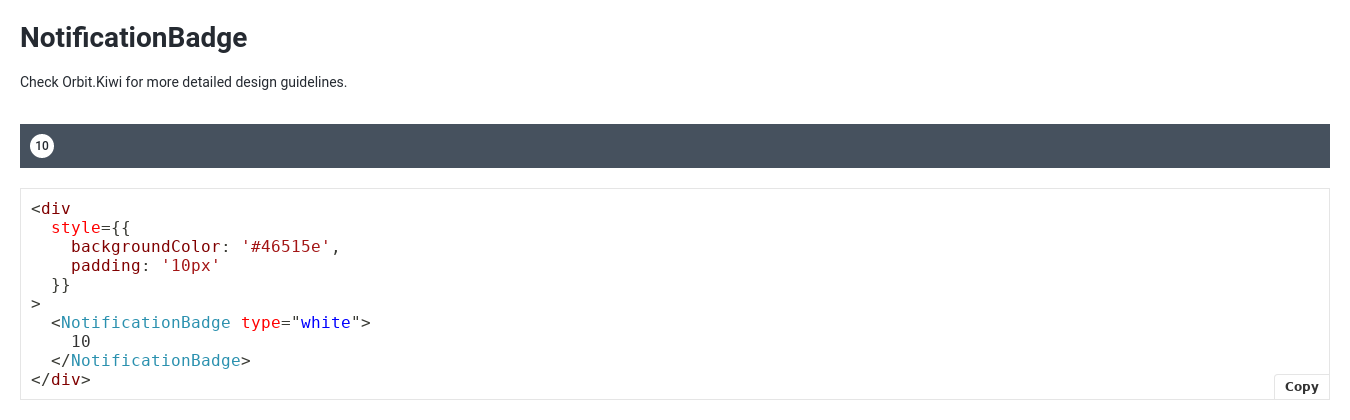 NotificationBadge
Check Orbit.Kiwi for more detailed design guidelines.
10
<div
  style={{
    backgroundColor: '#46515e',
    padding: '10px'
  }}
>
  <NotificationBadge type="white">
    10
  </NotificationBadge>
</div>
Copy